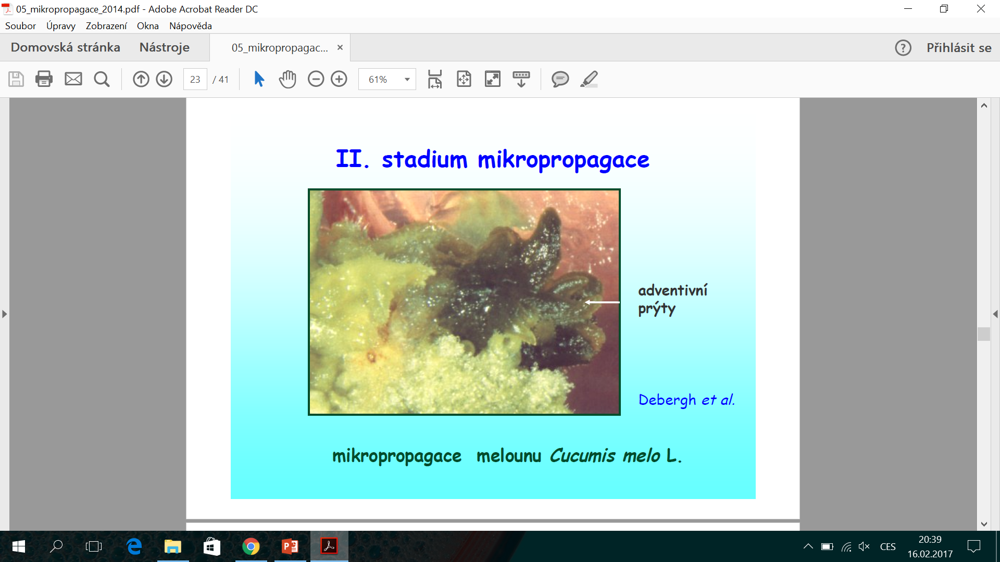 05_mikropropagace_2014.pdf - Adobe Acrobat Reader DC
Soubor Úpravy Zobrazení Okna Nápověda
Domovská stránka Nástroje 05_mikropropagac... Přihlásit se
23 / 41 61%
II. stadium mikropropagace
adventivní
prýty
Debergh et al.
mikropropagace melounu Cucumis melo L.
CES
20:39
16.02.2017